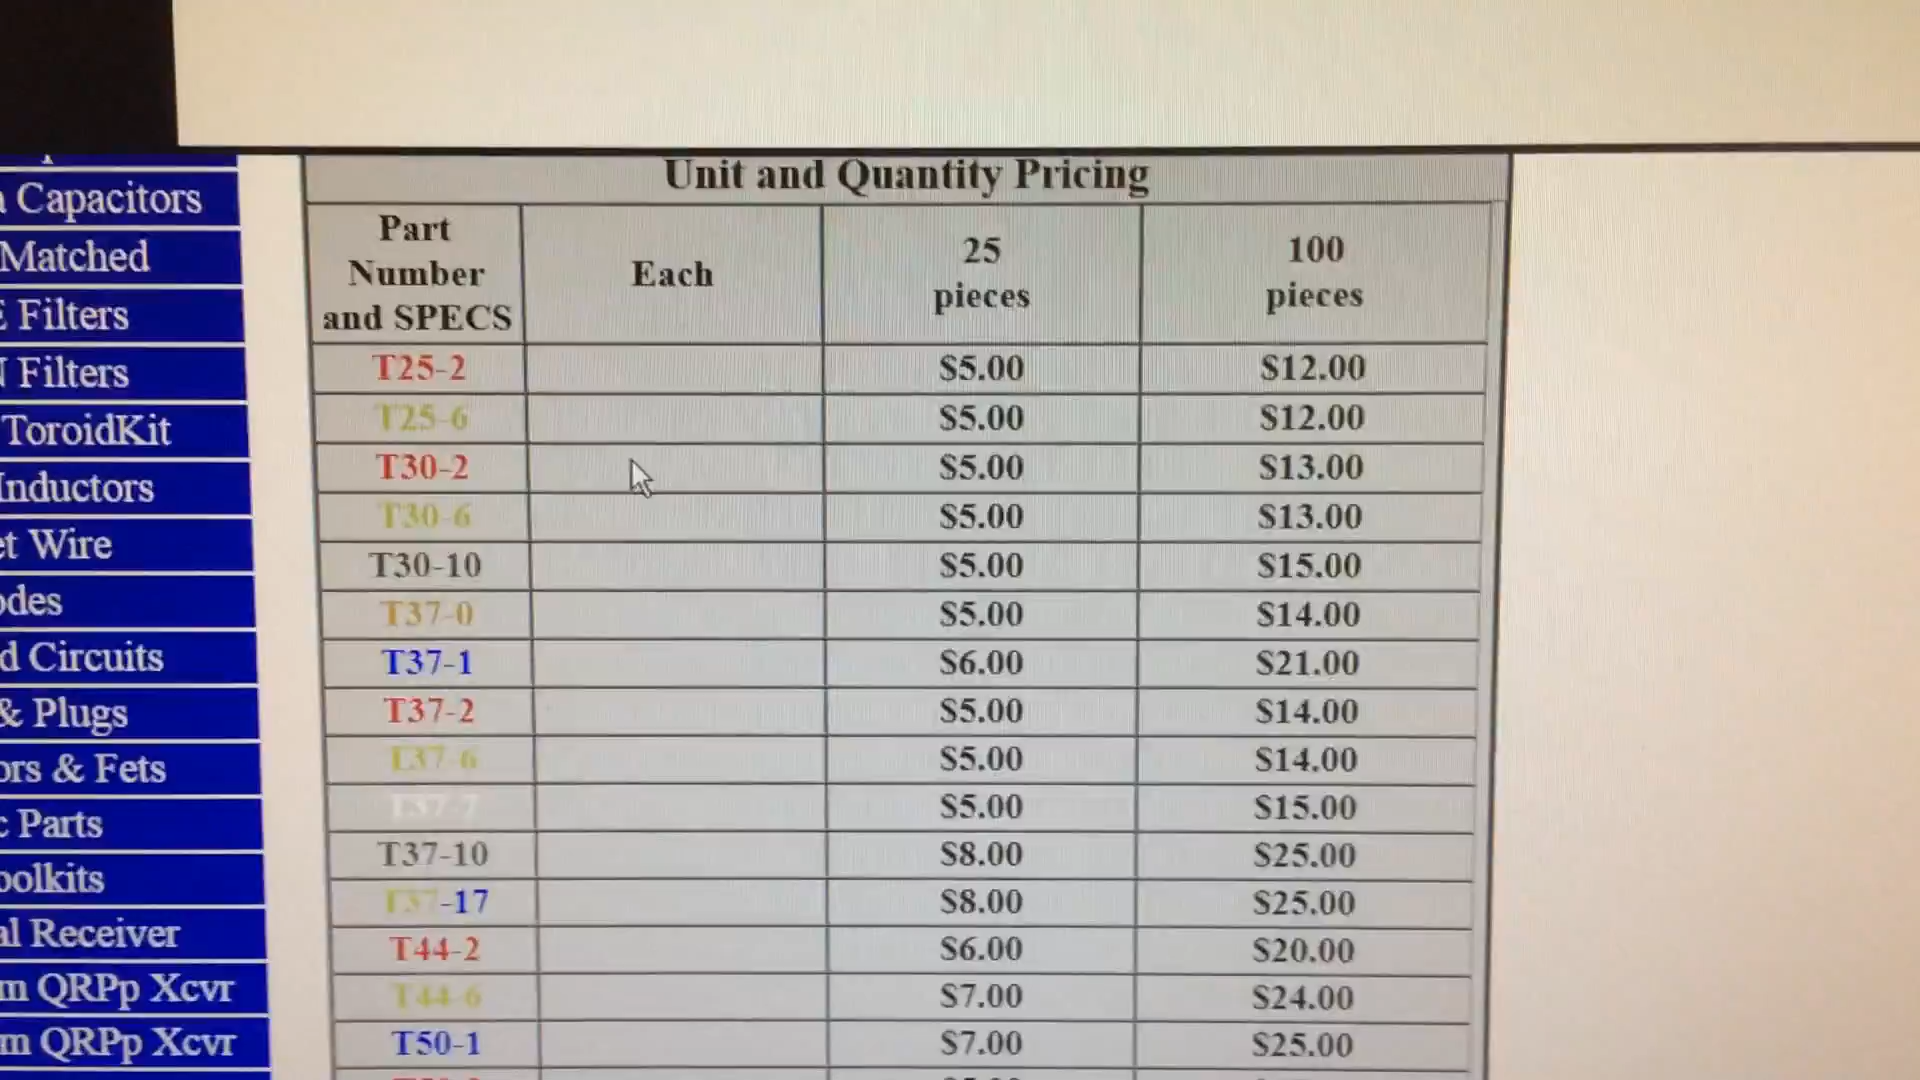 Capacitors
Matched
Filters
Filters
ToroidKit
Inductors
Wire
Circuits
& Plugs
& Fets
Parts
Receiver
QRPp Xcvr
QRPp Xcvr
Unit and Quantity Pricing
Part Number and SPECS Each 25 pieces 100 pieces
T25-2 $5.00 $12.00
T25-6 $5.00 $12.00
T30-2 $5.00 $13.00
T30-6 $5.00 $13.00
T30-10 $5.00 $15.00
T37-0 $5.00 $14.00
T37-1 $6.00 $21.00
T37-2 $5.00 $14.00
T37-6 $5.00 $14.00
T37-7 $5.00 $15.00
T37-10 $8.00 $25.00
T37-17 $8.00 $25.00
T44-2 $6.00 $20.00
T44-6 $7.00 $24.00
T50-1 $7.00 $25.00